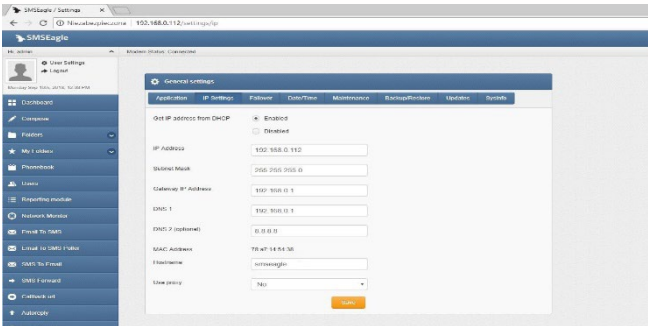 SMSEagle / Settings
Niezabezpieczona | 192.168.0.112/settings/ip
SMSEagle
Hi, admin
Modem Status: Connected
User Settings
Logout
General settings
Application IP Settings Failover Date/Time Maintenance Backup/Restore Updates Sysinfo
Dashboard
Compose
Folders
My Folders
Phonebook
Users
Reporting module
Network Monitor
Email To SMS
Email To SMS Poller
SMS To Email
SMS Forward
Callback url
Autoreply
Get IP address from DHCP
Enabled
Disabled
IP Address
192.168.0.112
Subnet Mask
255.255.255.0
Gateway IP Address
192.168.0.1
DNS 1
192.168.0.1
DNS 2 (optional)
8.8.8.8
MAC Address
Hostname
smseagle
Use proxy
No
Save